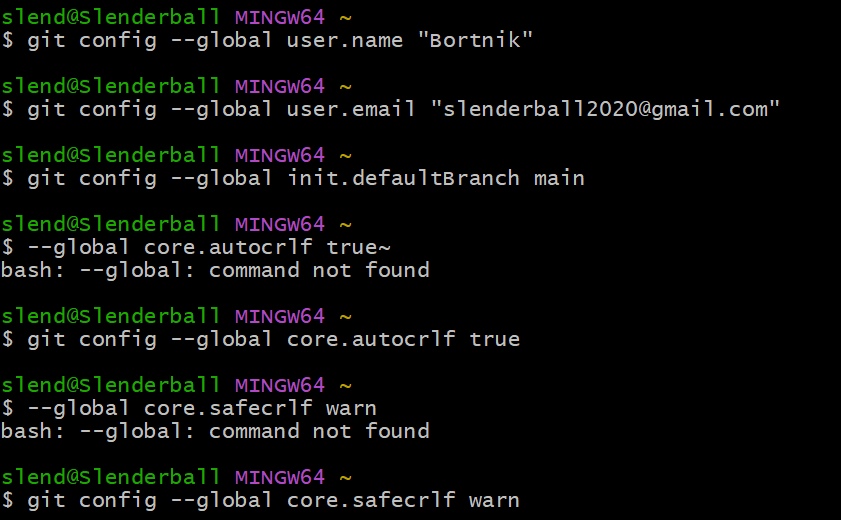 slend@Slenderball MINGW64 ~
$ git config --global user.name "Bortnik"
slend@Slenderball MINGW64 ~
$ git config --global user.email "slenderball2020@gmail.com"
slend@Slenderball MINGW64 ~
$ git config --global init.defaultBranch main
slend@Slenderball MINGW64 ~
$ --global core.autocrlf true~
bash: --global: command not found
slend@Slenderball MINGW64 ~
$ git config --global core.autocrlf true
slend@Slenderball MINGW64 ~
$ --global core.safecrlf warn
bash: --global: command not found
slend@Slenderball MINGW64 ~
$ git config --global core.safecrlf warn